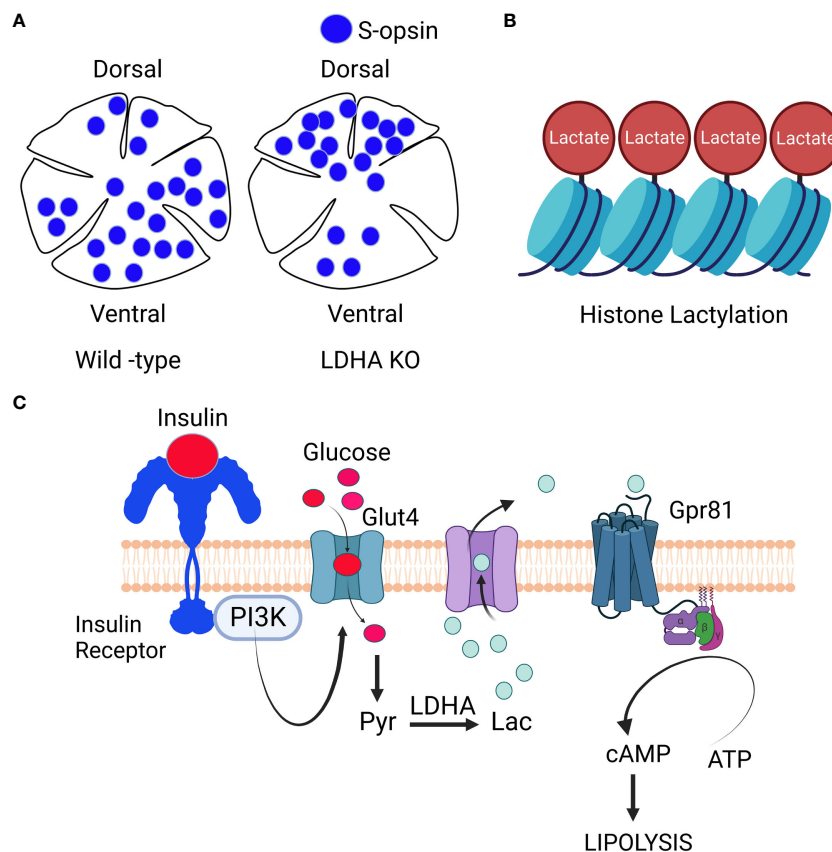 A
S-opsin
Dorsal
Dorsal
Ventral
Ventral
Wild -type
LDHA KO
B
Lactate
Lactate
Lactate
Lactate
Histone Lactylation
C
Insulin
Glucose
Glut4
Gpr81
Insulin
Receptor
PI3K
α
β
γ
Pyr
LDHA
Lac
cAMP
ATP
LIPOLYSIS